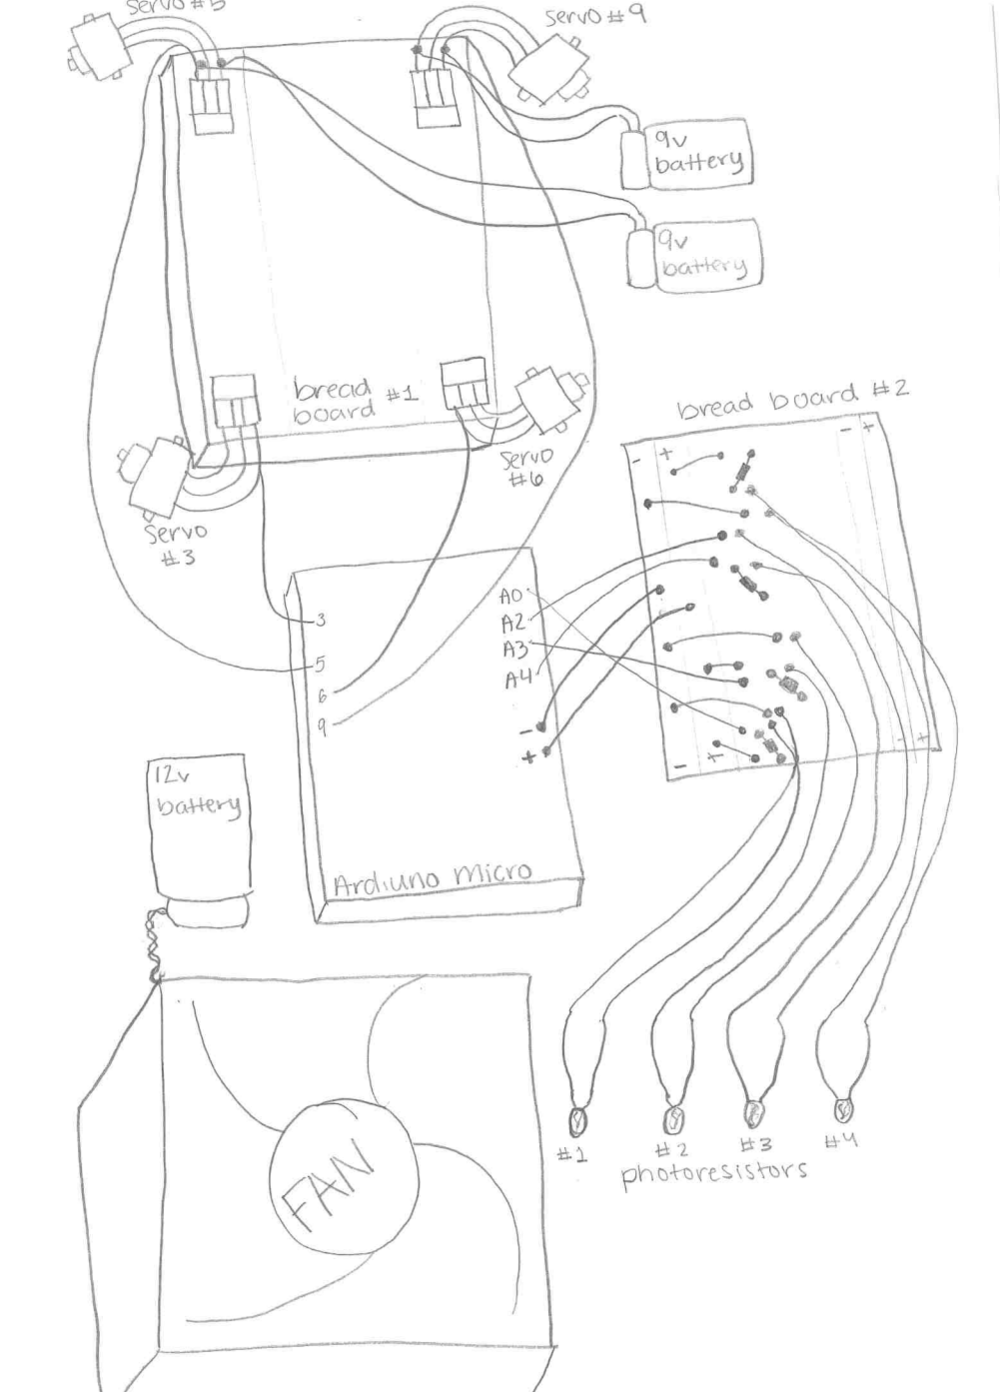 servo #5
servo #9
9v
battery
9v
battery
bread
board #1
servo
#6
servo
#3
bread board #2
- +
- +
3
5
6
9
A0
A2
A3
A4
-
+
- +
- +
Ardiuno micro
12v
battery
FAN
#1
#2
#3
#4
photoresistors